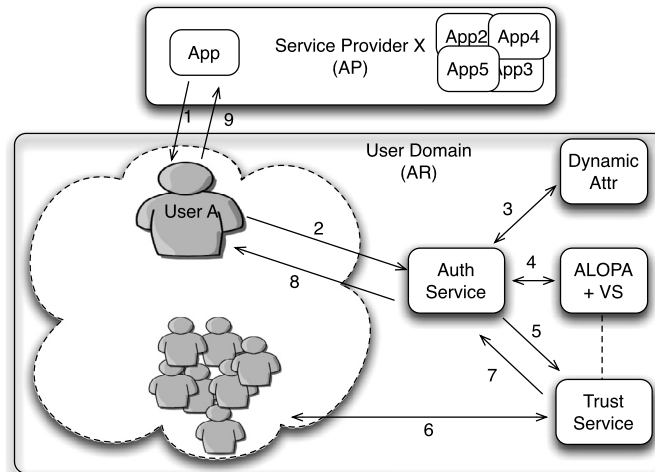 App
Service Provider X
(AP)
App2
App4
App5
App3
1
9
User Domain
(AR)
Dynamic
Attr
User A
2
3
8
Auth
Service
4
ALOPA
+ VS
5
7
6
Trust
Service